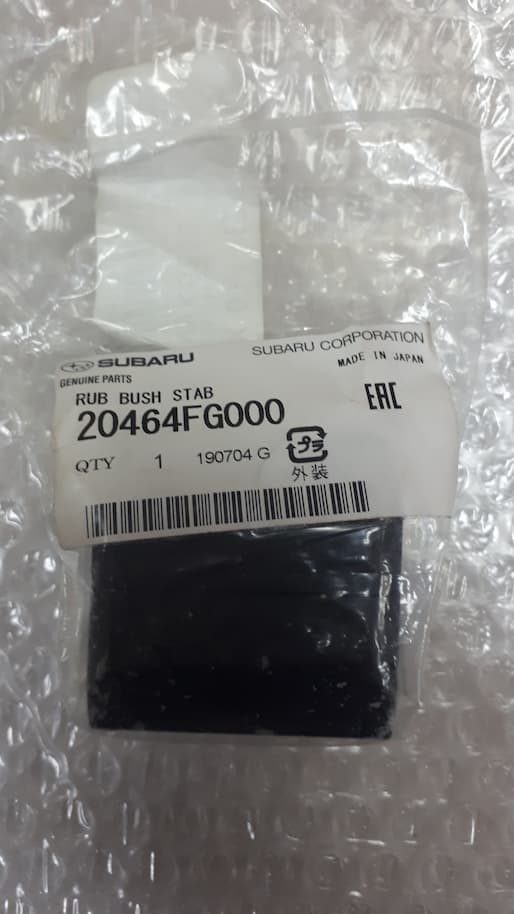 SUBARU
SUBARU CORPORATION
GENUINE PARTS
MADE IN JAPAN
RUB BUSH STAB
20464FG000
EAC
QTY 1 190704 G
プラ
外装